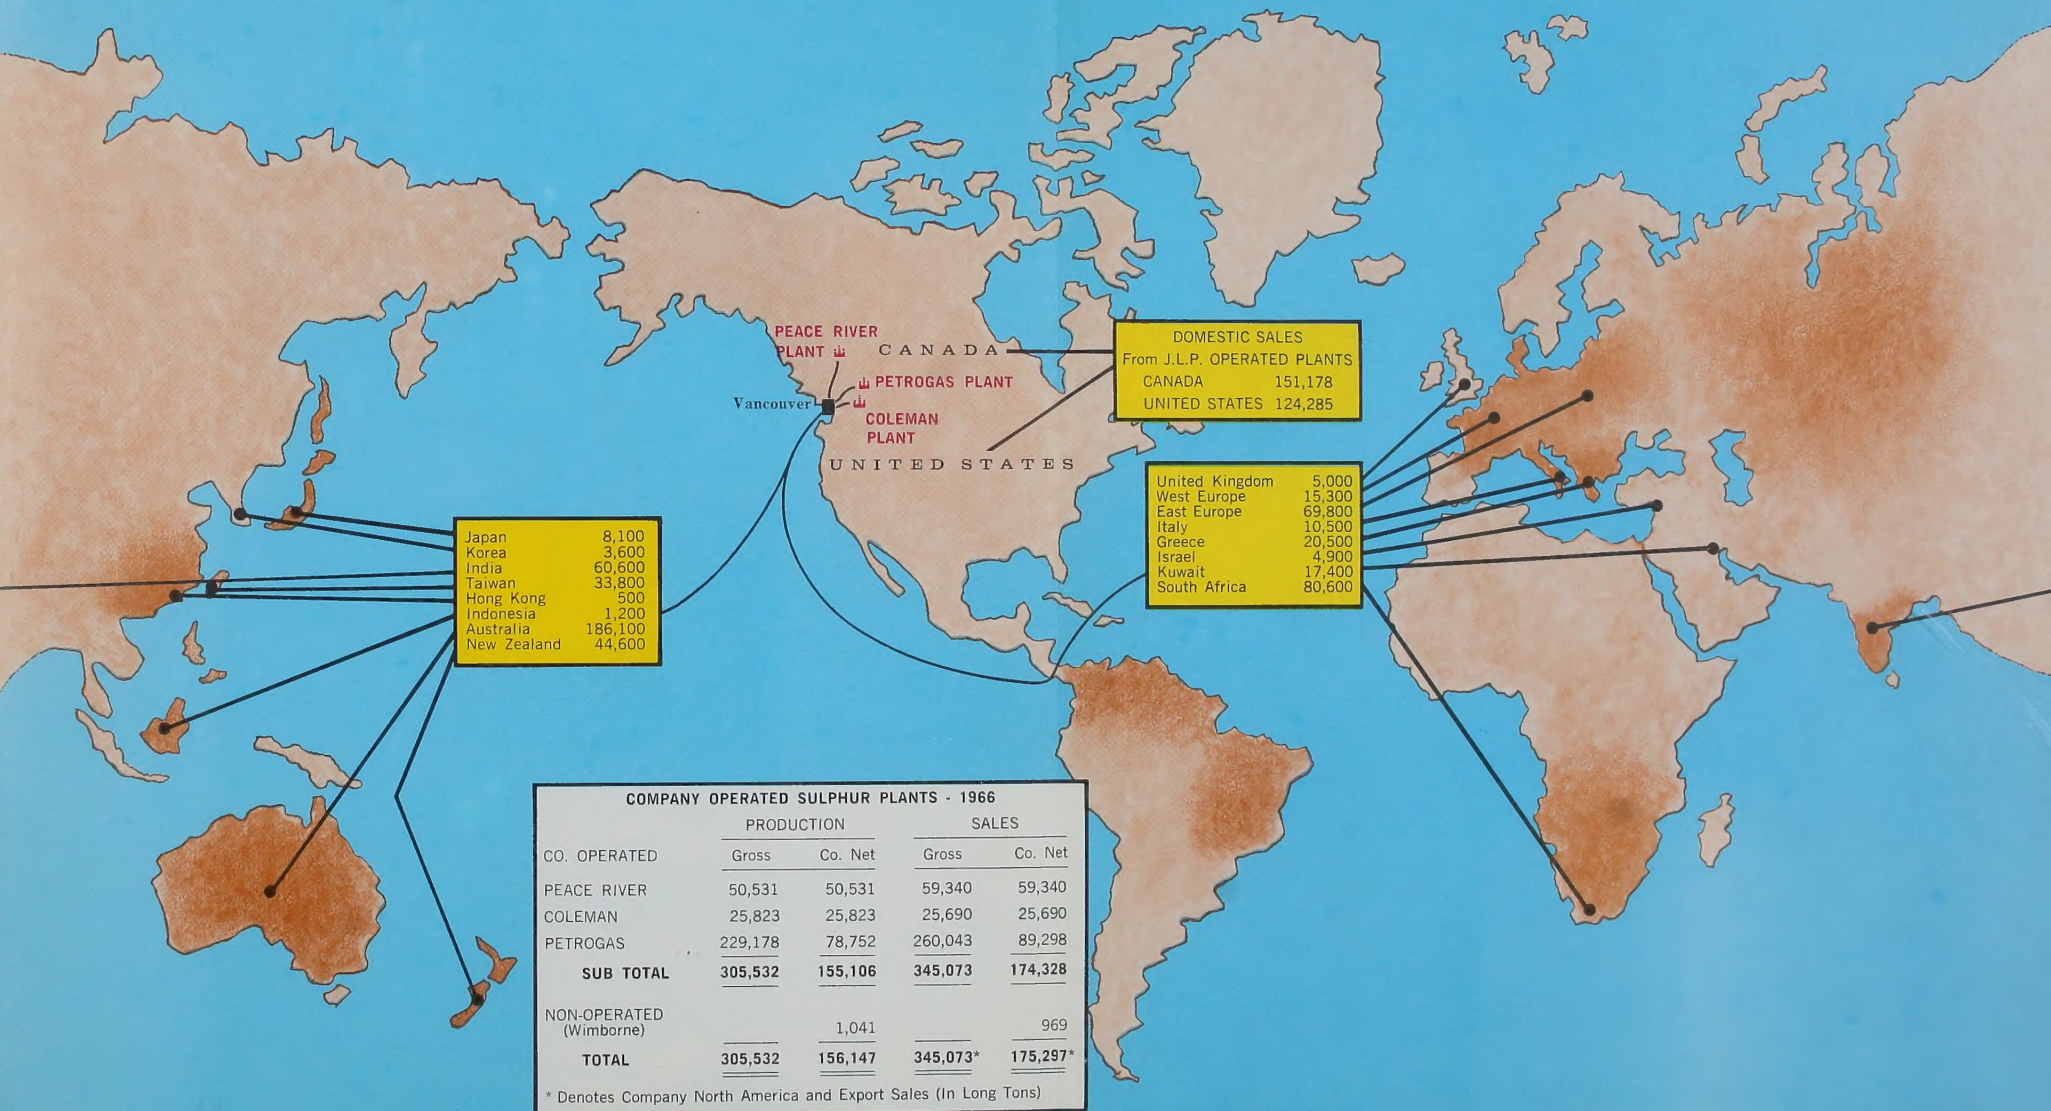 PEACE RIVER
PLANT
CANADA
PETROGAS PLANT
Vancouver
COLEMAN
PLANT
UNITED STATES
DOMESTIC SALES
From J.L.P. OPERATED PLANTS
CANADA 151,178
UNITED STATES 124,285
United Kingdom 5,000
West Europe 15,300
East Europe 69,800
Italy 10,500
Greece 20,500
Israel 4,900
Kuwait 17,400
South Africa 80,600
Japan 8,100
Korea 3,600
India 60,600
Taiwan 33,800
Hong Kong 500
Indonesia 1,200
Australia 186,100
New Zealand 44,600
COMPANY OPERATED SULPHUR PLANTS - 1966
PRODUCTION SALES
CO. OPERATED Gross Co. Net Gross Co. Net
PEACE RIVER 50,531 50,531 59,340 59,340
COLEMAN 25,823 25,823 25,690 25,690
PETROGAS 229,178 78,752 260,043 89,298
SUB TOTAL 305,532 155,106 345,073 174,328
NON-OPERATED
(Wimborne) 1,041 969
TOTAL 305,532 156,147 345,073* 175,297*
* Denotes Company North America and Export Sales (In Long Tons)